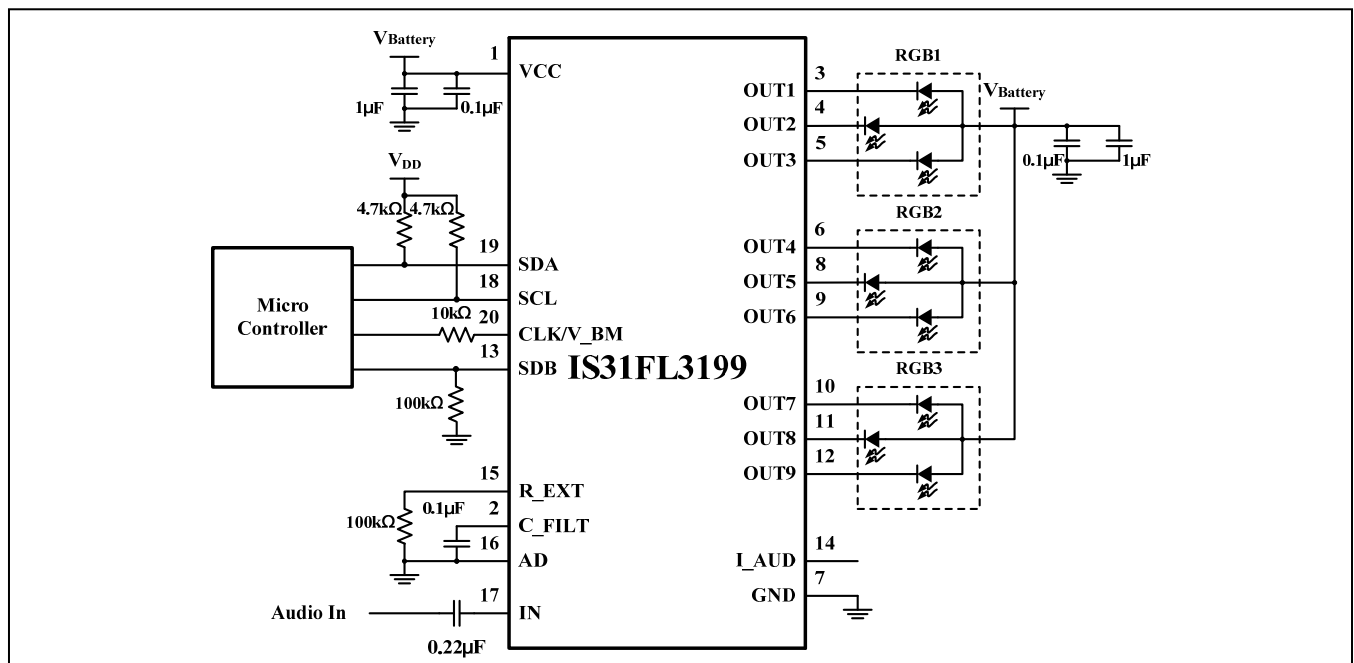 VBattery
1
VCC
1µF
0.1µF
VDD
4.7kΩ
4.7kΩ
Micro
Controller
19
SDA
18
SCL
10kΩ
20
CLK/V_BM
13
SDB
IS31FL3199
100kΩ
15
R_EXT
0.1µF
2
C_FILT
100kΩ
16
AD
17
Audio In
IN
0.22µF
RGB1
3
OUT1
4
OUT2
5
OUT3
VBattery
0.1µF
1µF
RGB2
6
OUT4
8
OUT5
9
OUT6
RGB3
10
OUT7
11
OUT8
12
OUT9
14
I_AUD
7
GND